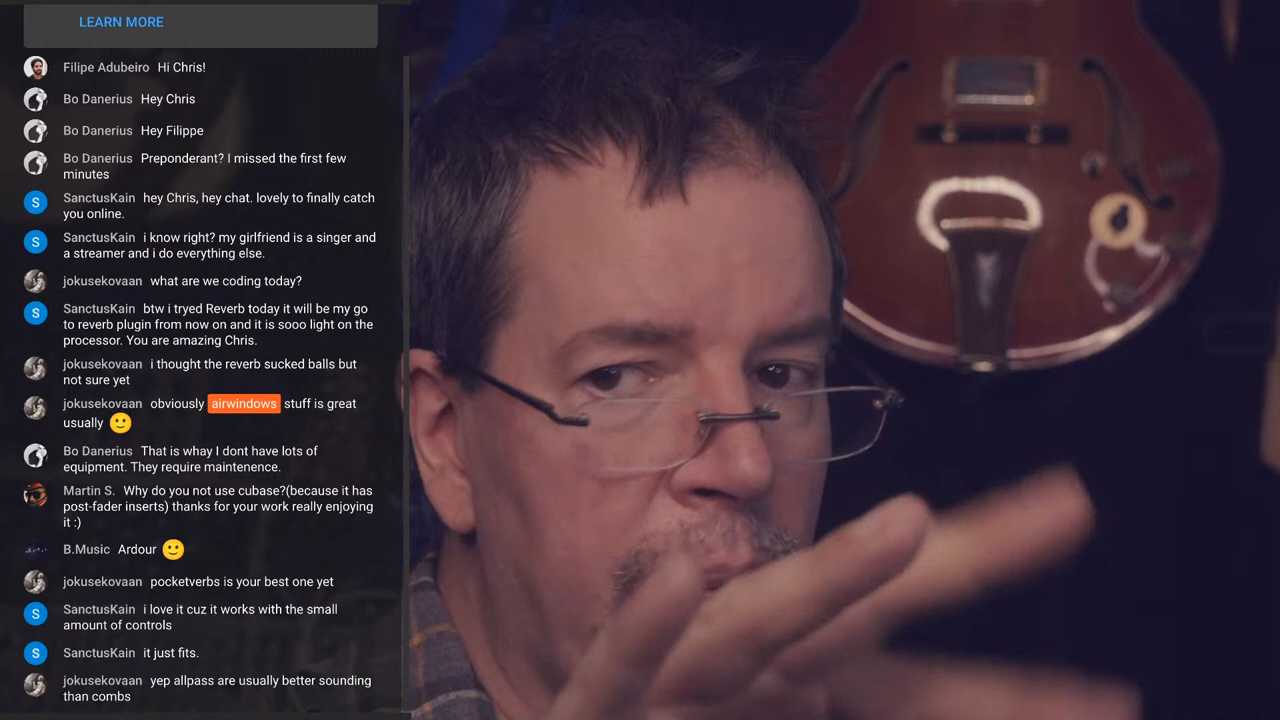 LEARN MORE
Filipe Adubeiro Hi Chris!
Bo Danerius Hey Chris
Bo Danerius Hey Filippe
Bo Danerius Preponderant? I missed the first few
minutes
S SanctusKain hey Chris, hey chat. lovely to finally catch
you online.
S SanctusKain i know right? my girlfriend is a singer and
a streamer and i do everything else.
jokusekovaan what are we coding today?
S SanctusKain btw i tryed Reverb today it will be my go
to reverb plugin from now on and it is sooo light on the
processor. You are amazing Chris.
jokusekovaan i thought the reverb sucked balls but
not sure yet
jokusekovaan obviously airwindows stuff is great
usually 🙂
Bo Danerius That is whay I dont have lots of
equipment. They require maintenence.
Martin S. Why do you not use cubase?(because it has
post-fader inserts) thanks for your work really enjoying
it :)
B.Music Ardour 🙂
jokusekovaan pocketverbs is your best one yet
S SanctusKain i love it cuz it works with the small
amount of controls
S SanctusKain it just fits.
jokusekovaan yep allpass are usually better sounding
than combs